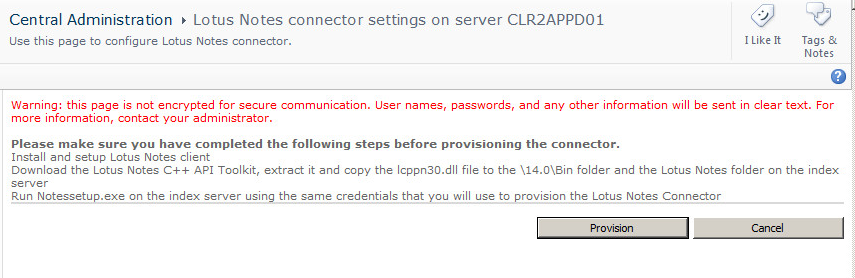 Central Administration ▸ Lotus Notes connector settings on server CLR2APPD01
Use this page to configure Lotus Notes connector.
I Like It
Tags &
Notes
Warning: this page is not encrypted for secure communication. User names, passwords, and any other information will be sent in clear text. For
more information, contact your administrator.
Please make sure you have completed the following steps before provisioning the connector.
Install and setup Lotus Notes client
Download the Lotus Notes C++ API Toolkit, extract it and copy the lcppn30.dll file to the \14.0\Bin folder and the Lotus Notes folder on the index
server
Run Notessetup.exe on the index server using the same credentials that you will use to provision the Lotus Notes Connector
Provision
Cancel